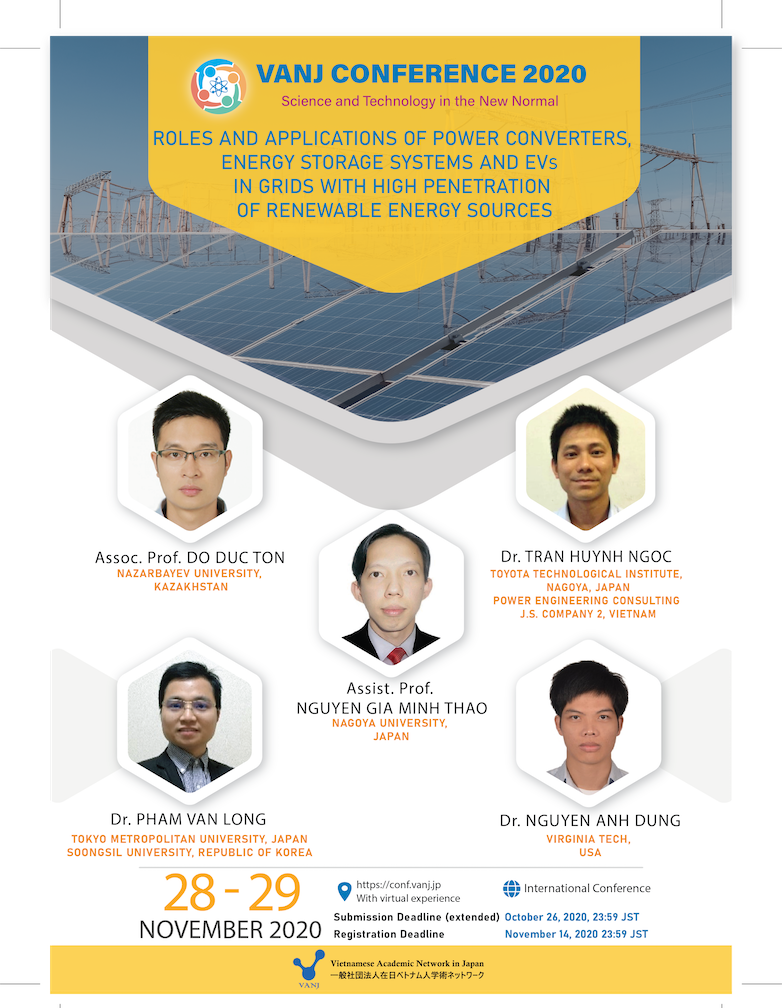 VANJ CONFERENCE 2020
Science and Technology in the New Normal
ROLES AND APPLICATIONS OF POWER CONVERTERS,
ENERGY STORAGE SYSTEMS AND EVs
IN GRIDS WITH HIGH PENETRATION
OF RENEWABLE ENERGY SOURCES
Assoc. Prof. DO DUC TON
NAZARBAYEV UNIVERSITY,
KAZAKHSTAN
Dr. TRAN HUYNH NGOC
TOYOTA TECHNOLOGICAL INSTITUTE,
NAGOYA, JAPAN
POWER ENGINEERING CONSULTING
J.S. COMPANY 2, VIETNAM
Assist. Prof.
NGUYEN GIA MINH THAO
NAGOYA UNIVERSITY,
JAPAN
Dr. PHAM VAN LONG
TOKYO METROPOLITAN UNIVERSITY, JAPAN
SOONGSIL UNIVERSITY, REPUBLIC OF KOREA
Dr. NGUYEN ANH DUNG
VIRGINIA TECH,
USA
28 - 29
NOVEMBER 2020
https://conf.vanj.jp
With virtual experience
International Conference
Submission Deadline (extended) October 26, 2020, 23:59 JST
Registration Deadline November 14, 2020 23:59 JST
VANJ
Vietnamese Academic Network in Japan
一般社団法人在日ベトナム人学術ネットワーク